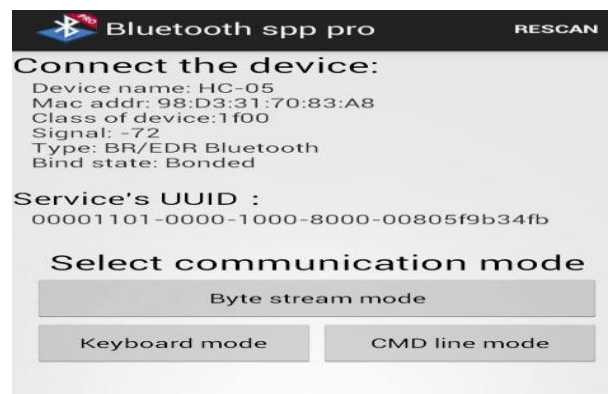 Bluetooth spp pro RESCAN
Connect the device:
Device name: HC-05
Mac addr: 98:D3:31:70:83:A8
Class of device:1f00
Signal: -72
Type: BR/EDR Bluetooth
Bind state: Bonded
Service's UUID :
00001101-0000-1000-8000-00805f9b34fb
Select communication mode
Byte stream mode
Keyboard mode CMD line mode